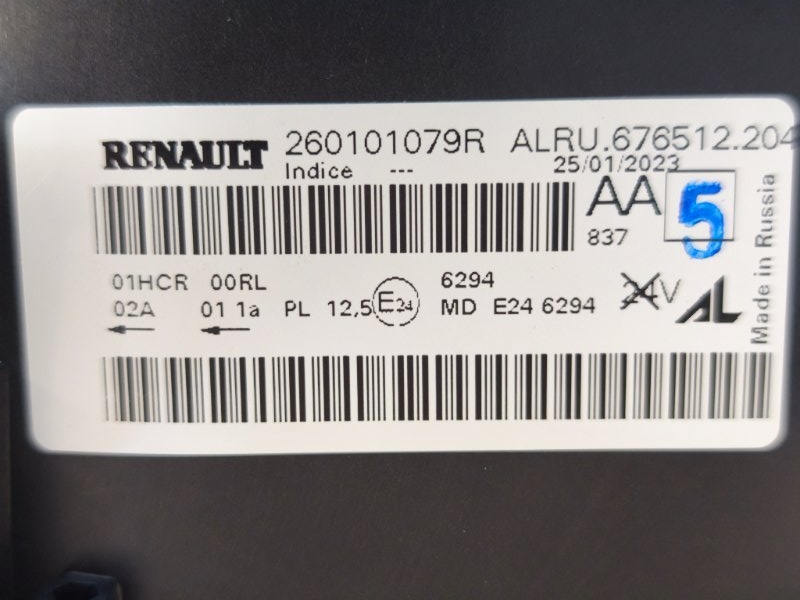 RENAULT 260101079R ALRU.676512.204
Indice --- 25/01/2023
AA 5
837
01HCR 00RL 6294
02A 01 1a PL 12,5 E24 MD E24 6294 24V AL
Made in Russia